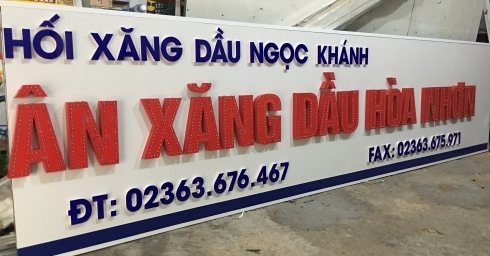 HỐI XĂNG DẦU NGỌC KHÁNH
ÂN XĂNG DẦU HÒA NHƠN
ĐT: 02363.676.467
FAX: 02363.675.971